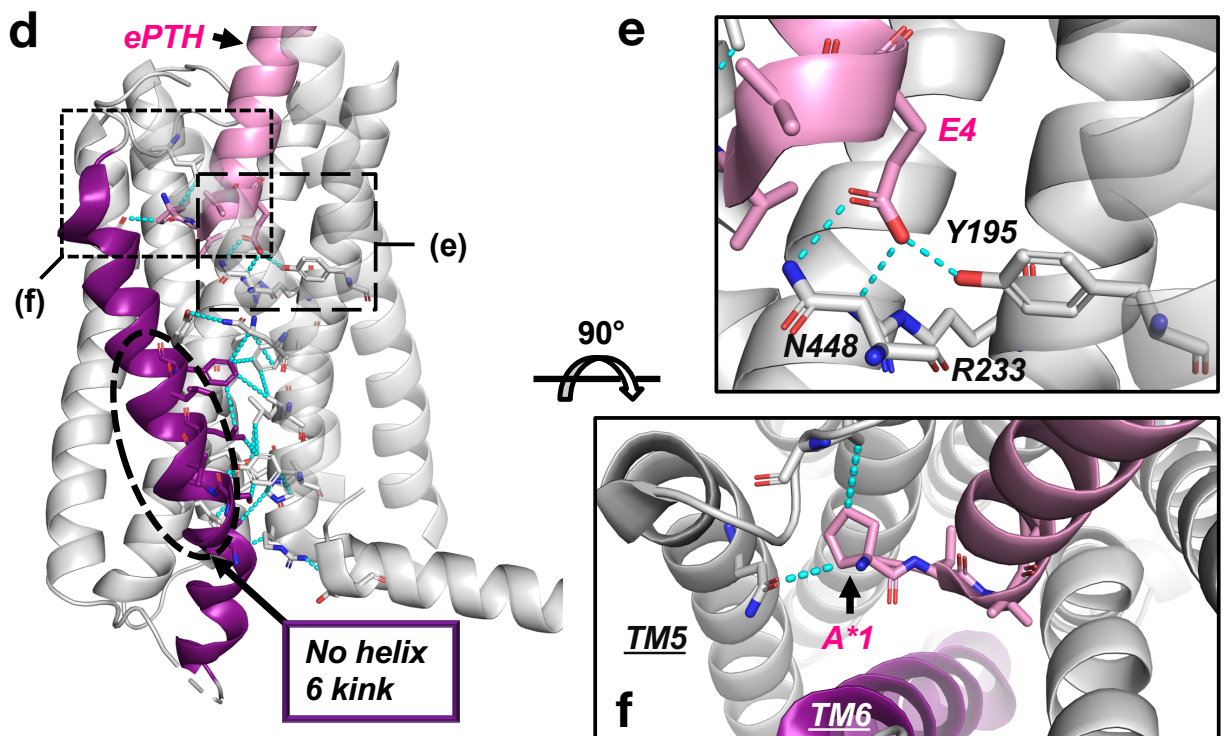 d
ePTH
(e)
(f)
No helix
6 kink
90°
e
E4
Y195
N448
R233
TM5
A*1
TM6
f